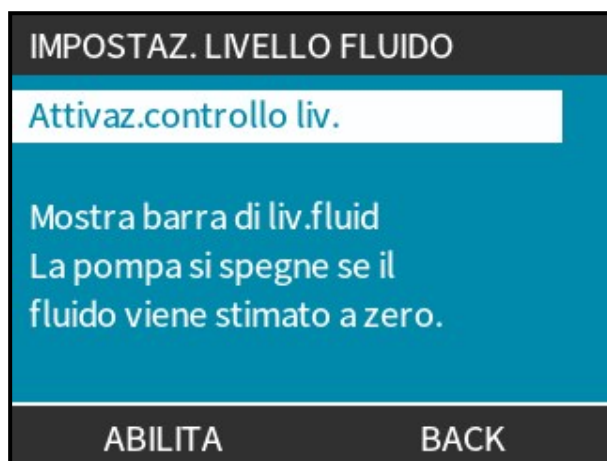 IMPOSTAZ. LIVELLO FLUIDO
Attivaz.controllo liv.
Mostra barra di liv.fluid
La pompa si spegne se il
fluido viene stimato a zero.
ABILITA BACK